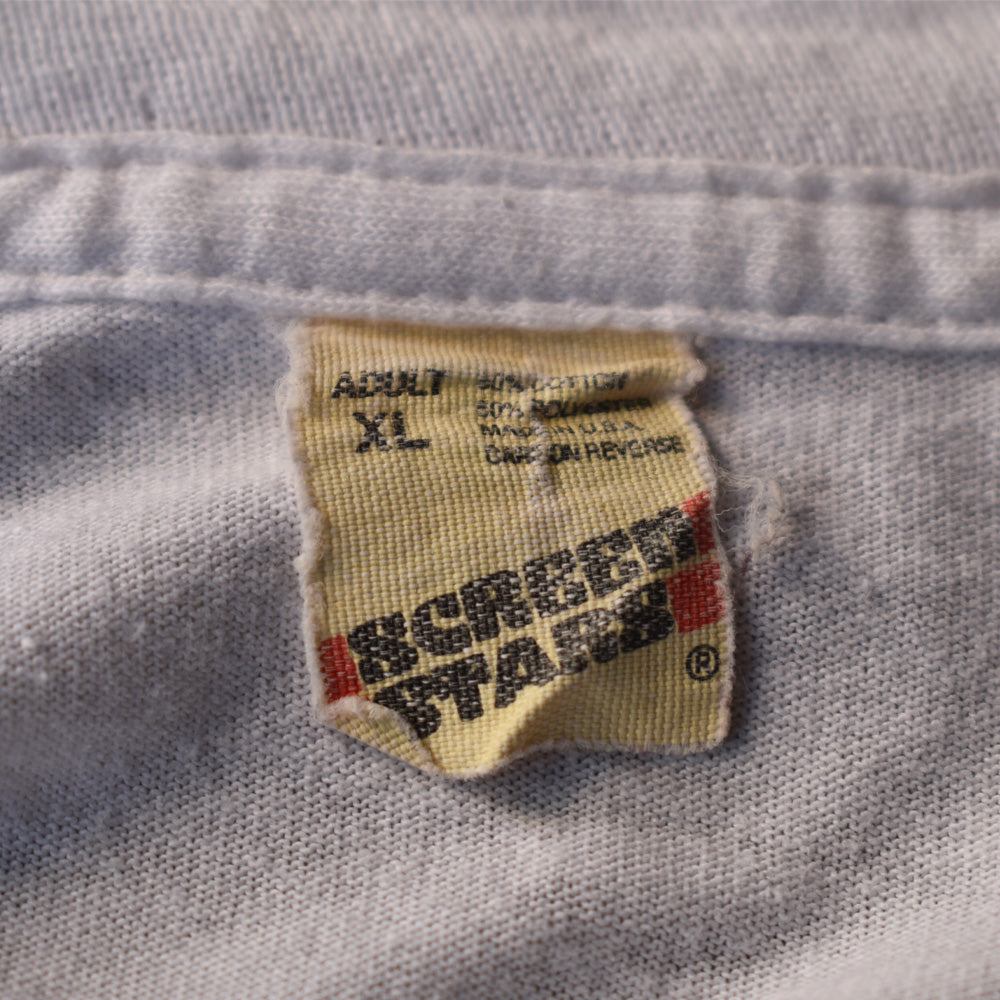 ADULT
XL
50% COTTON
50% POLYESTER
MADE IN U.S.A.
CARE ON REVERSE
SCREEN
STARS
®